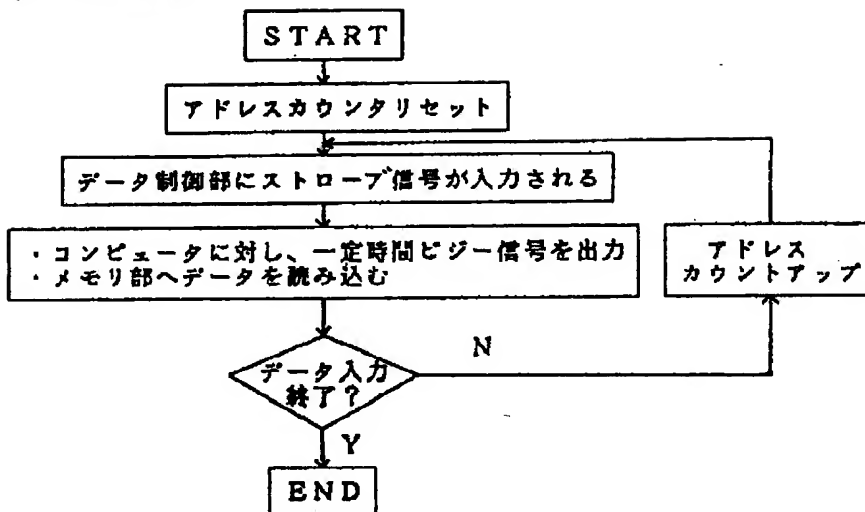 START
アドレスカウンタリセット
データ制御部にストローブ信号が入力される
・コンピュータに対し、一定時間ビジー信号を出力
・メモリ部へデータを読み込む
アドレス
カウントアップ
データ入力
終了?
N
Y
END